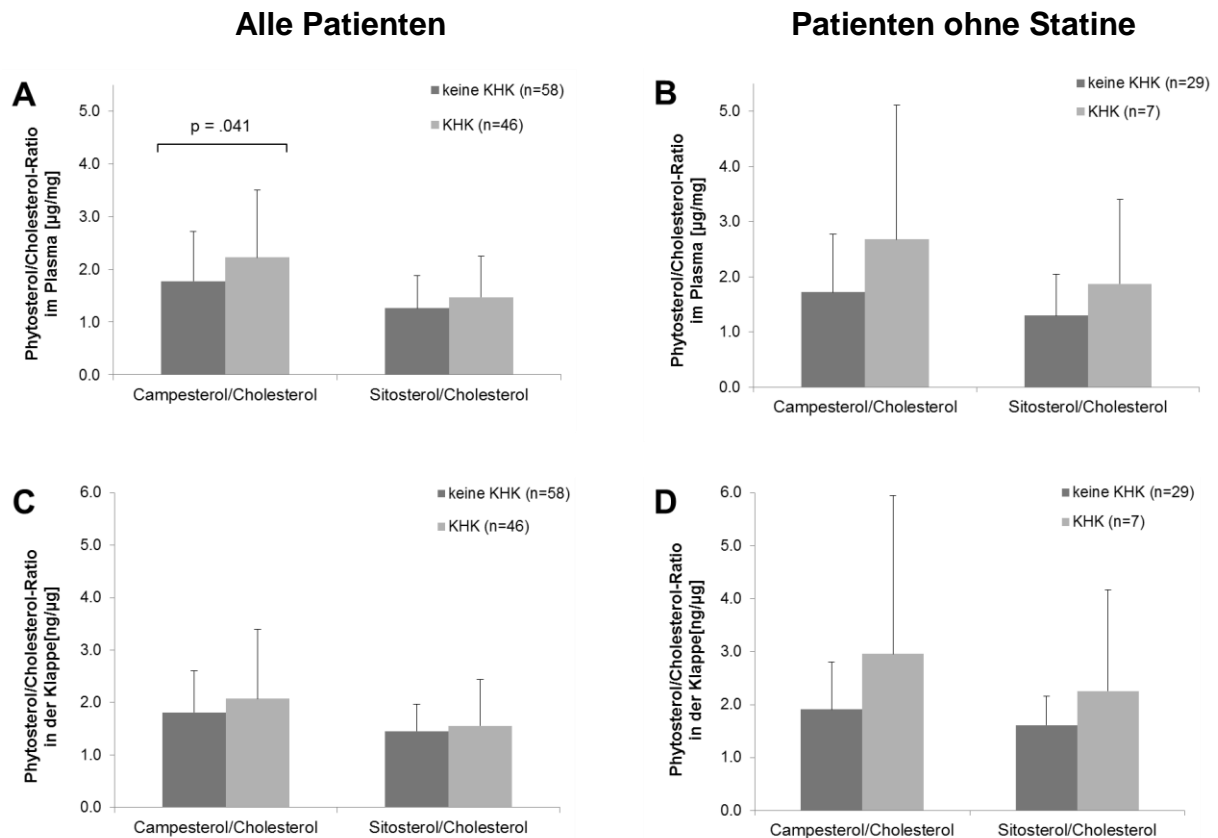 Alle Patienten
Patienten ohne Statine
A
keine KHK (n=58)
KHK (n=46)
p = .041
Phytosterol/Cholesterol-Ratio
im Plasma [µg/mg]
5.0
4.0
3.0
2.0
1.0
0.0
Campesterol/Cholesterol
Sitosterol/Cholesterol
B
keine KHK (n=29)
KHK (n=7)
Phytosterol/Cholesterol-Ratio
im Plasma [µg/mg]
5.0
4.0
3.0
2.0
1.0
0.0
Campesterol/Cholesterol
Sitosterol/Cholesterol
C
keine KHK (n=58)
KHK (n=46)
Phytosterol/Cholesterol-Ratio
in der Klappe[ng/µg]
6.0
5.0
4.0
3.0
2.0
1.0
0.0
Campesterol/Cholesterol
Sitosterol/Cholesterol
D
keine KHK (n=29)
KHK (n=7)
Phytosterol/Cholesterol-Ratio
in der Klappe[ng/µg]
6.0
5.0
4.0
3.0
2.0
1.0
0.0
Campesterol/Cholesterol
Sitosterol/Cholesterol